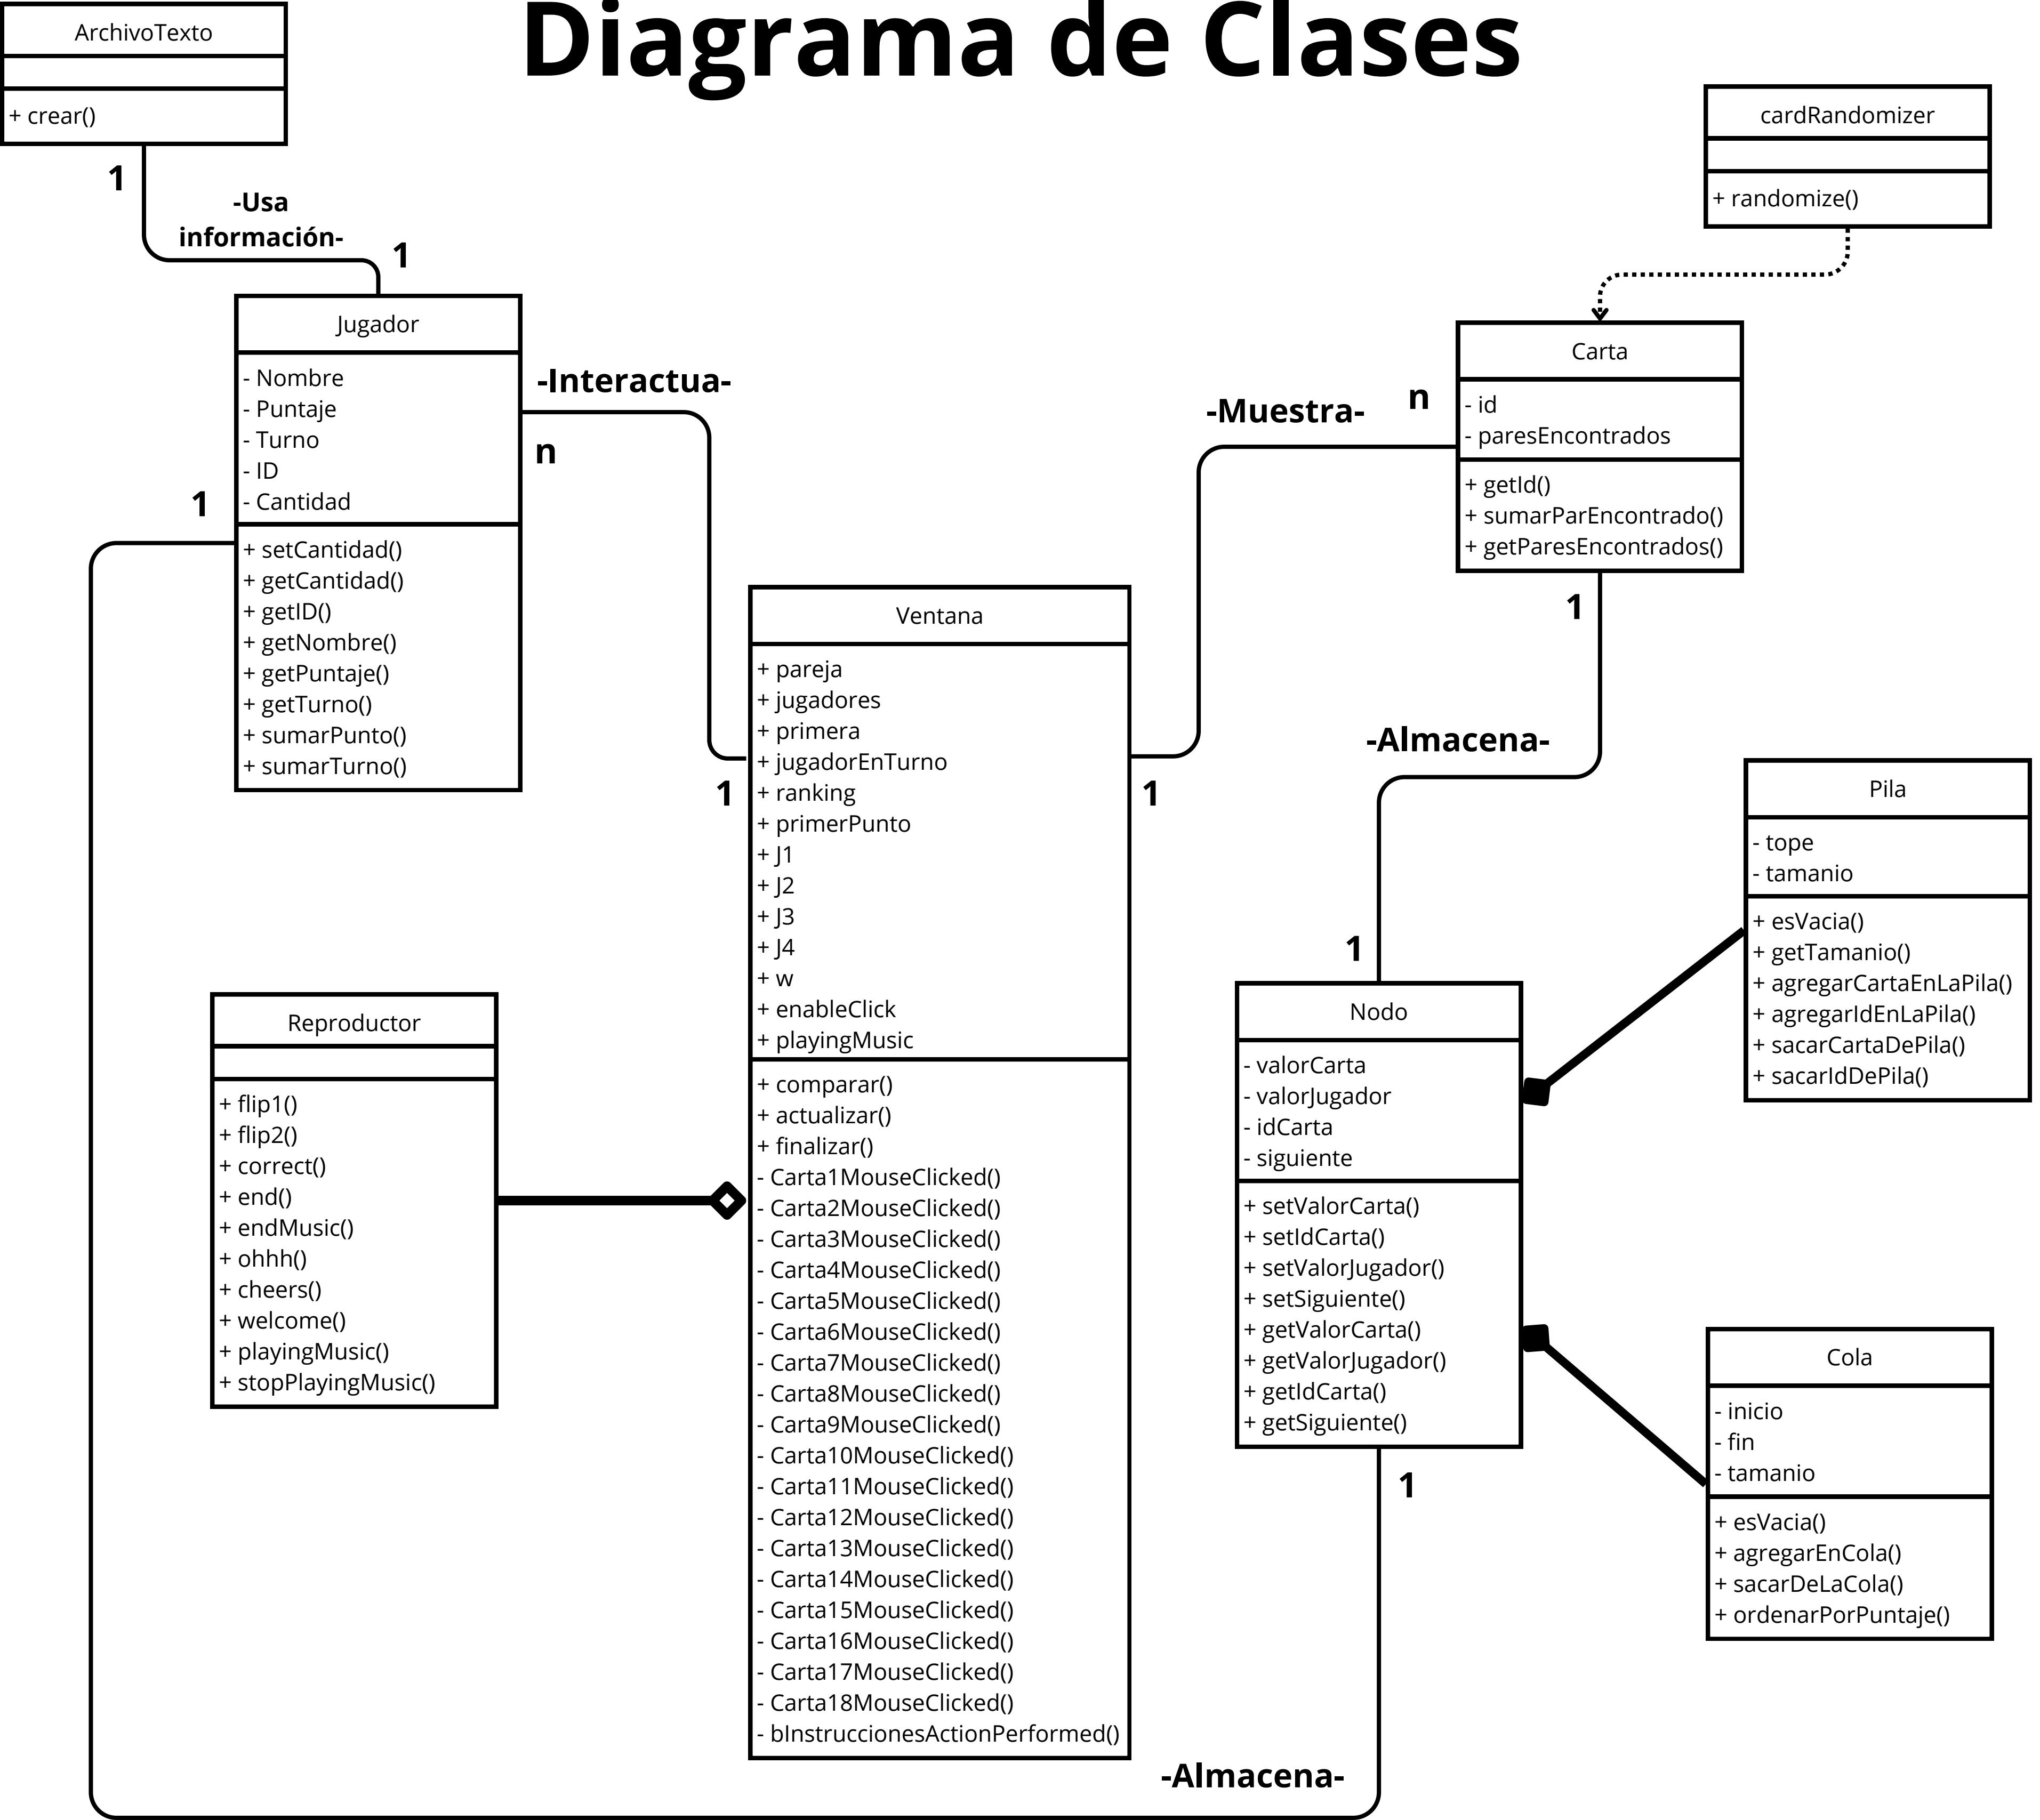 Diagrama de Clases
ArchivoTexto
+ crear()
1
-Usa
información-
1
Jugador
- Nombre
- Puntaje
- Turno
- ID
- Cantidad
+ setCantidad()
+ getCantidad()
+ getID()
+ getNombre()
+ getPuntaje()
+ getTurno()
+ sumarPunto()
+ sumarTurno()
1
-Interactua-
n
1
Ventana
+ pareja
+ jugadores
+ primera
+ jugadorEnTurno
+ ranking
+ primerPunto
+ J1
+ J2
+ J3
+ J4
+ w
+ enableClick
+ playingMusic
+ comparar()
+ actualizar()
+ finalizar()
- Carta1MouseClicked()
- Carta2MouseClicked()
- Carta3MouseClicked()
- Carta4MouseClicked()
- Carta5MouseClicked()
- Carta6MouseClicked()
- Carta7MouseClicked()
- Carta8MouseClicked()
- Carta9MouseClicked()
- Carta10MouseClicked()
- Carta11MouseClicked()
- Carta12MouseClicked()
- Carta13MouseClicked()
- Carta14MouseClicked()
- Carta15MouseClicked()
- Carta16MouseClicked()
- Carta17MouseClicked()
- Carta18MouseClicked()
- bInstruccionesActionPerformed()
Reproductor
+ flip1()
+ flip2()
+ correct()
+ end()
+ endMusic()
+ ohhh()
+ cheers()
+ welcome()
+ playingMusic()
+ stopPlayingMusic()
cardRandomizer
+ randomize()
-Muestra-
n
1
Carta
- id
- paresEncontrados
+ getId()
+ sumarParEncontrado()
+ getParesEncontrados()
1
-Almacena-
1
Nodo
- valorCarta
- valorJugador
- idCarta
- siguiente
+ setValorCarta()
+ setIdCarta()
+ setValorJugador()
+ setSiguiente()
+ getValorCarta()
+ getValorJugador()
+ getIdCarta()
+ getSiguiente()
1
-Almacena-
Pila
- tope
- tamanio
+ esVacia()
+ getTamanio()
+ agregarCartaEnLaPila()
+ agregarIdEnLaPila()
+ sacarCartaDePila()
+ sacarIdDePila()
Cola
- inicio
- fin
- tamanio
+ esVacia()
+ agregarEnCola()
+ sacarDeLaCola()
+ ordenarPorPuntaje()